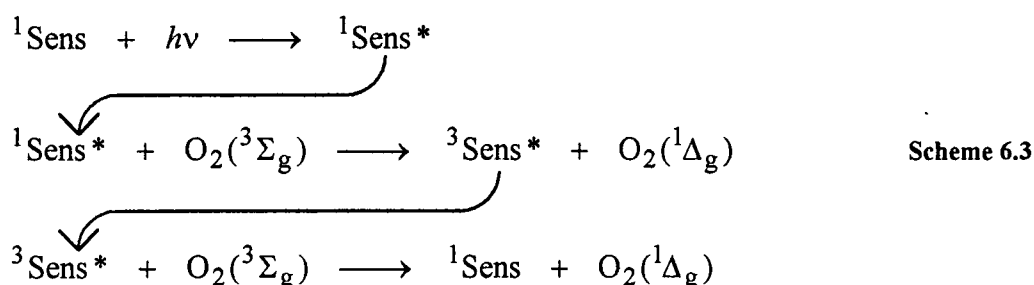 ¹Sens + hν ⟶ ¹Sens*
¹Sens* + O₂(³Σg) ⟶ ³Sens* + O₂(¹Δg) Scheme 6.3
³Sens* + O₂(³Σg) ⟶ ¹Sens + O₂(¹Δg)